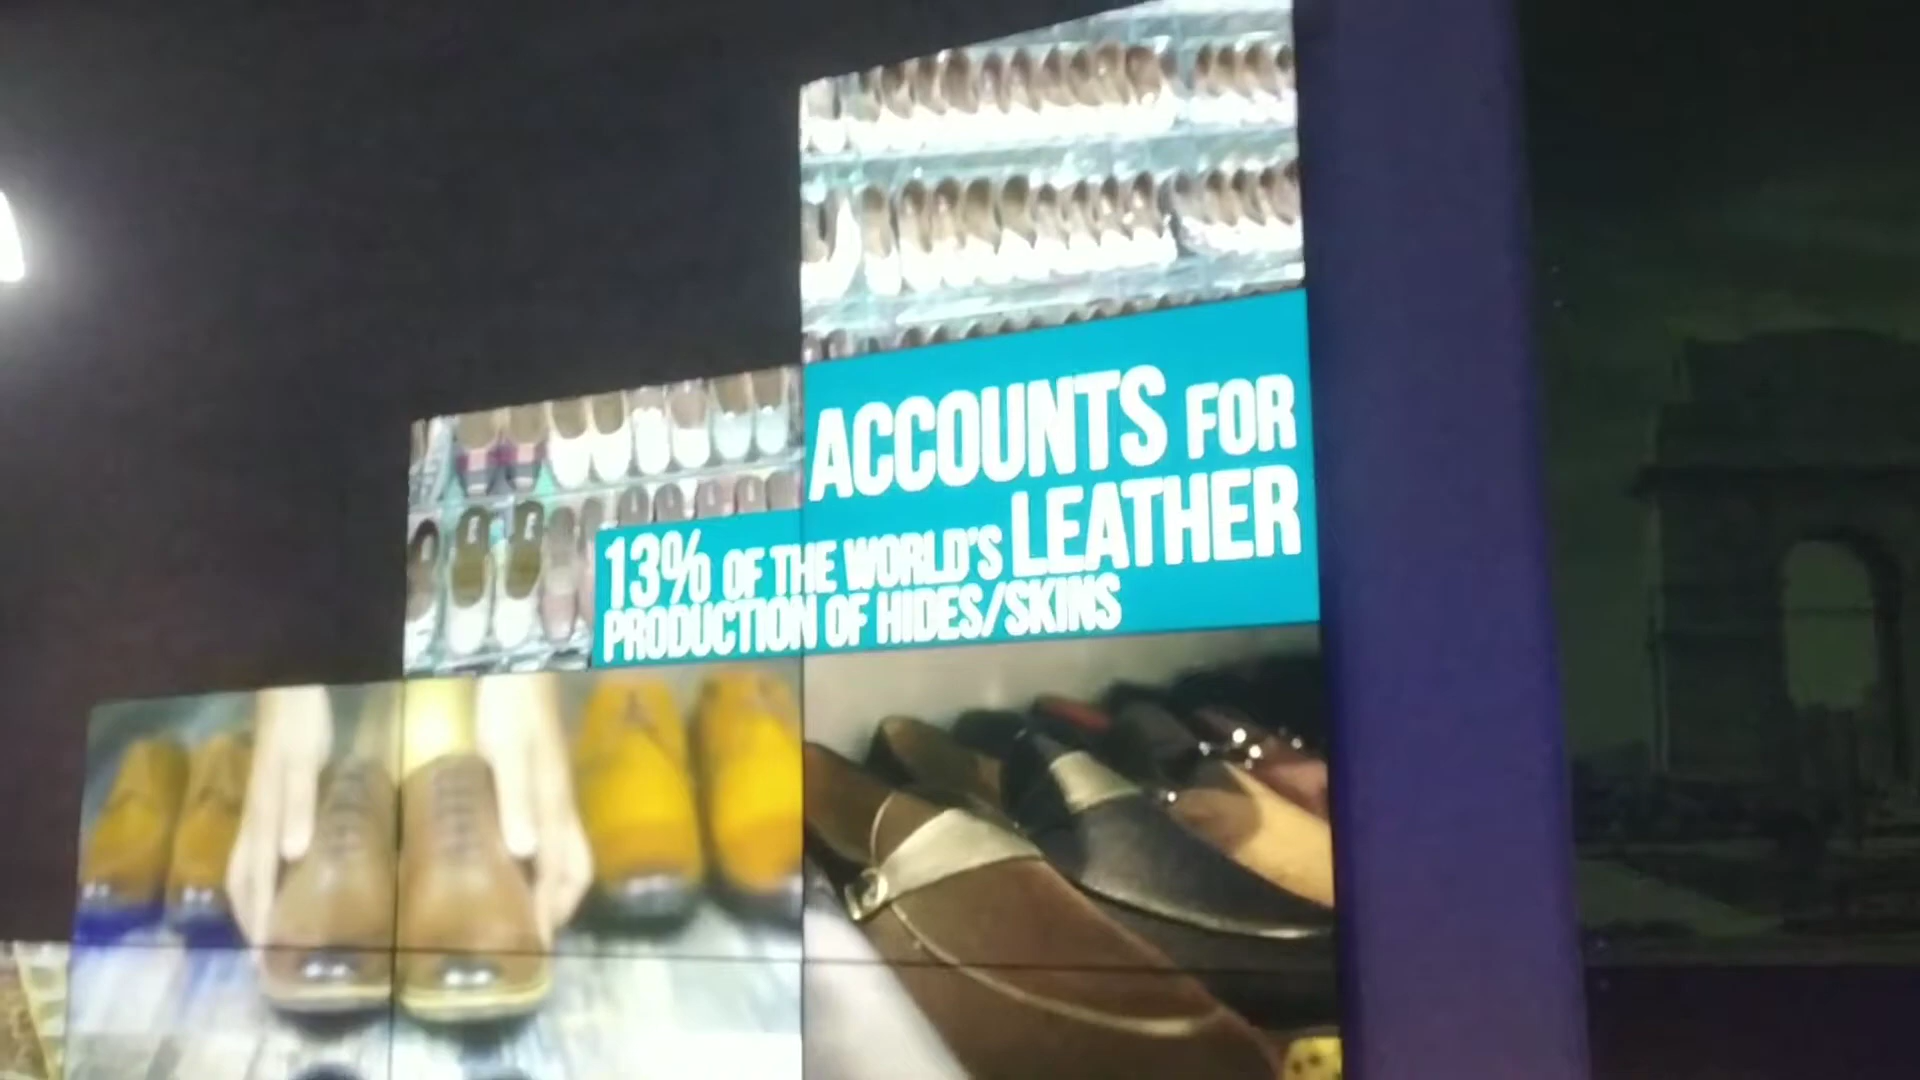 ACCOUNTS FOR
13% OF THE WORLD'S LEATHER
PRODUCTION OF HIDES/SKINS